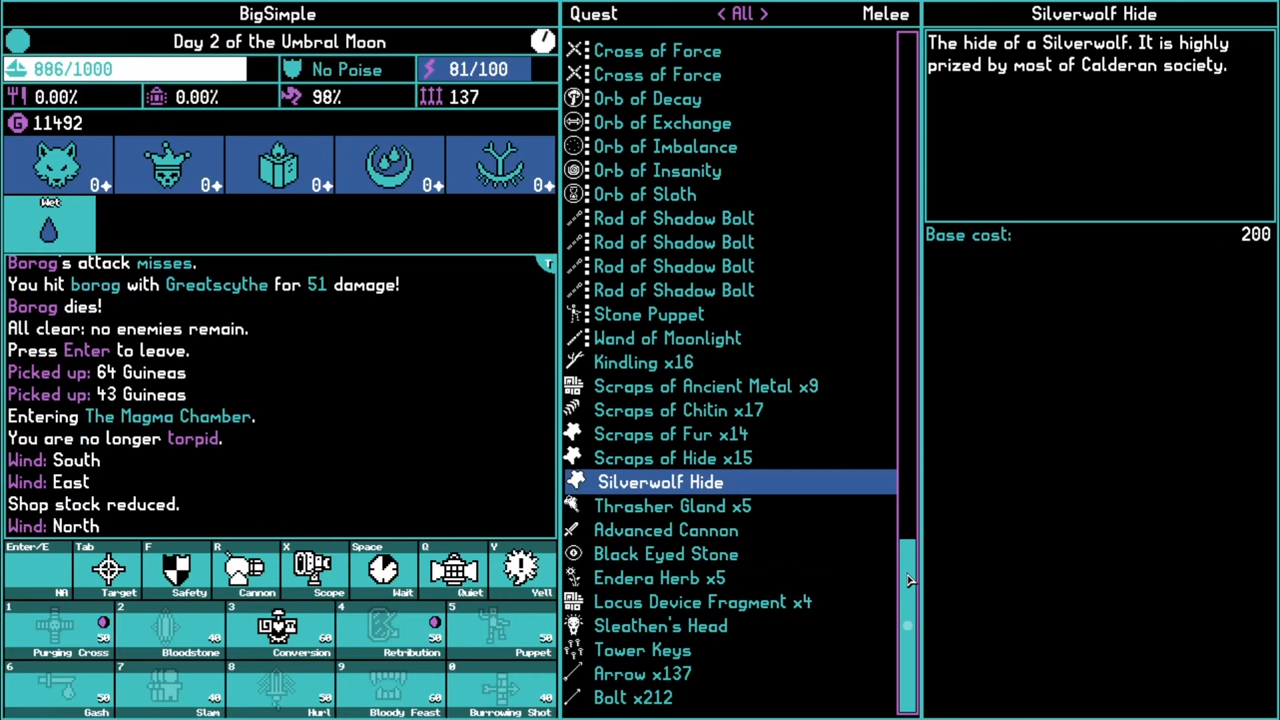 BigSimple
Day 2 of the Umbral Moon
886/1000
No Poise
81/100
0.00%
0.00%
98%
137
G 11492
0
0
0
0
0
Wet
Borog's attack misses.
T
You hit borog with Greatscythe for 51 damage!
Borog dies!
All clear: no enemies remain.
Press Enter to leave.
Picked up: 64 Guineas
Picked up: 43 Guineas
Entering The Magma Chamber.
You are no longer torpid.
Wind: South
Wind: East
Shop stock reduced.
Wind: North
Enter/E
NA
Tab
Target
F
Safety
R
Cannon
X
Scope
Space
Wait
Q
Quiet
Y
Yell
1
50
Purging Cross
2
40
Bloodstone
3
60
Conversion
4
50
Retribution
5
50
Puppet
6
50
Gash
7
40
Slam
8
50
Hurl
9
60
Bloody Feast
0
40
Burrowing Shot
Quest
< All >
Melee
Cross of Force
Cross of Force
Orb of Decay
Orb of Exchange
Orb of Imbalance
Orb of Insanity
Orb of Sloth
Rod of Shadow Bolt
Rod of Shadow Bolt
Rod of Shadow Bolt
Rod of Shadow Bolt
Stone Puppet
Wand of Moonlight
Kindling x16
Scraps of Ancient Metal x9
Scraps of Chitin x17
Scraps of Fur x14
Scraps of Hide x15
Silverwolf Hide
Thrasher Gland x5
Advanced Cannon
Black Eyed Stone
Endera Herb x5
Locus Device Fragment x4
Sleathen's Head
Tower Keys
Arrow x137
Bolt x212
Silverwolf Hide
The hide of a Silverwolf. It is highly
prized by most of Calderan society.
Base cost: 200